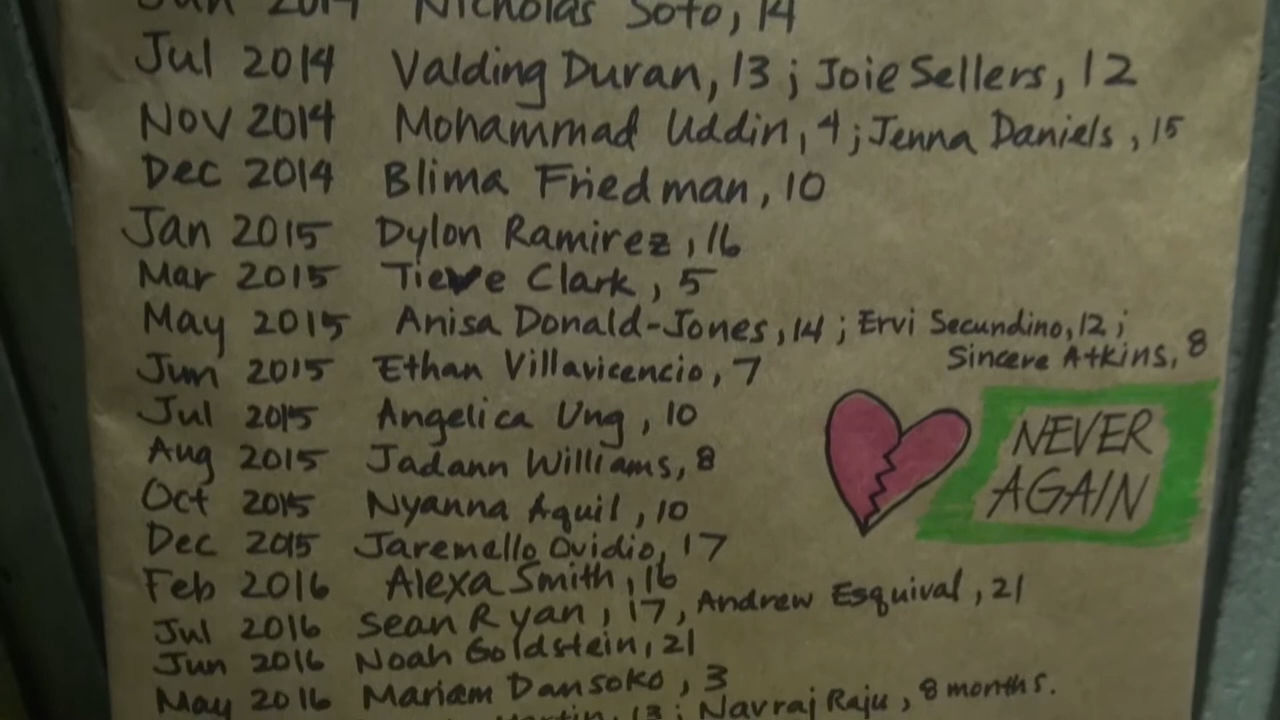 Jun 2014 Nicholas Soto, 14
Jul 2014 Valding Duran, 13; Joie Sellers, 12
Nov 2014 Mohammad Uddin, 4; Jenna Daniels, 15
Dec 2014 Blima Friedman, 10
Jan 2015 Dylon Ramirez, 16
Mar 2015 Tieve Clark, 5
May 2015 Anisa Donald-Jones, 14; Ervi Secundino, 12;
Sincere Atkins, 8
Jun 2015 Ethan Villavicencio, 7
Jul 2015 Angelica Ung, 10
Aug 2015 Jadann Williams, 8
Oct 2015 Nyanna Aquil, 10
Dec 2015 Jaremello Ovidio, 17
NEVER
AGAIN
Feb 2016 Alexa Smith, 16
Jul 2016 Sean Ryan, 17, Andrew Esquival, 21
Jun 2016 Noah Goldstein, 21
May 2016 Mariam Dansoko, 3
13; Navraj Raju, 8 months.